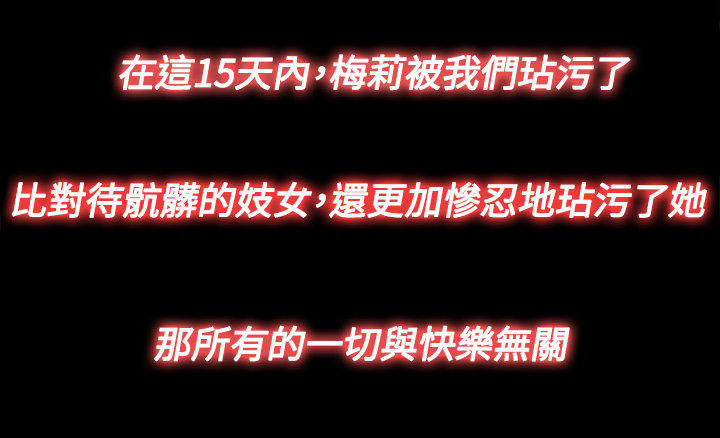 在這15天內，梅莉被我們玷污了
比對待骯髒的妓女，還更加慘忍地玷污了她
那所有的一切與快樂無關